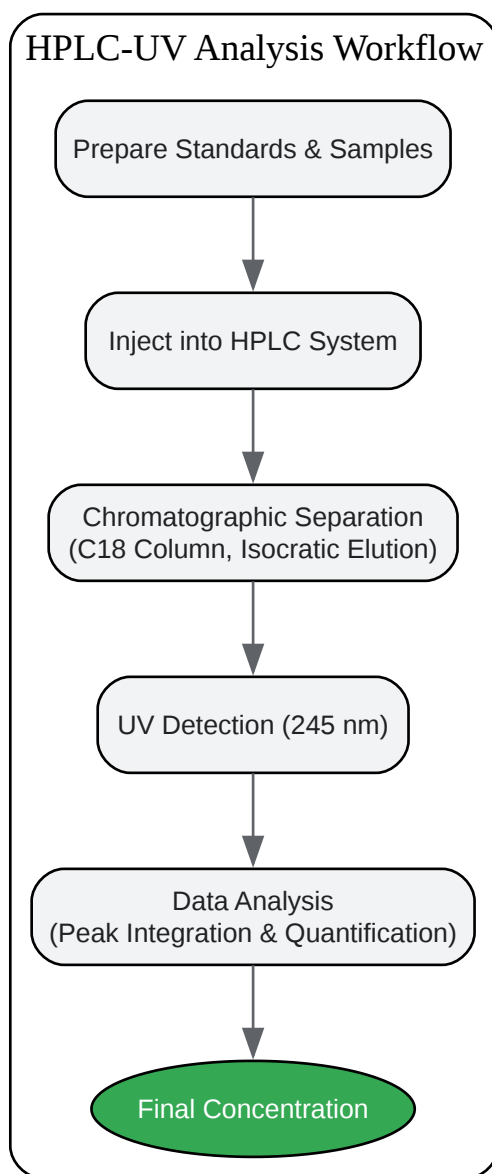 HPLC-UV Analysis Workflow
Prepare Standards & Samples
Inject into HPLC System
Chromatographic Separation
(C18 Column, Isocratic Elution)
UV Detection (245 nm)
Data Analysis
(Peak Integration & Quantification)
Final Concentration